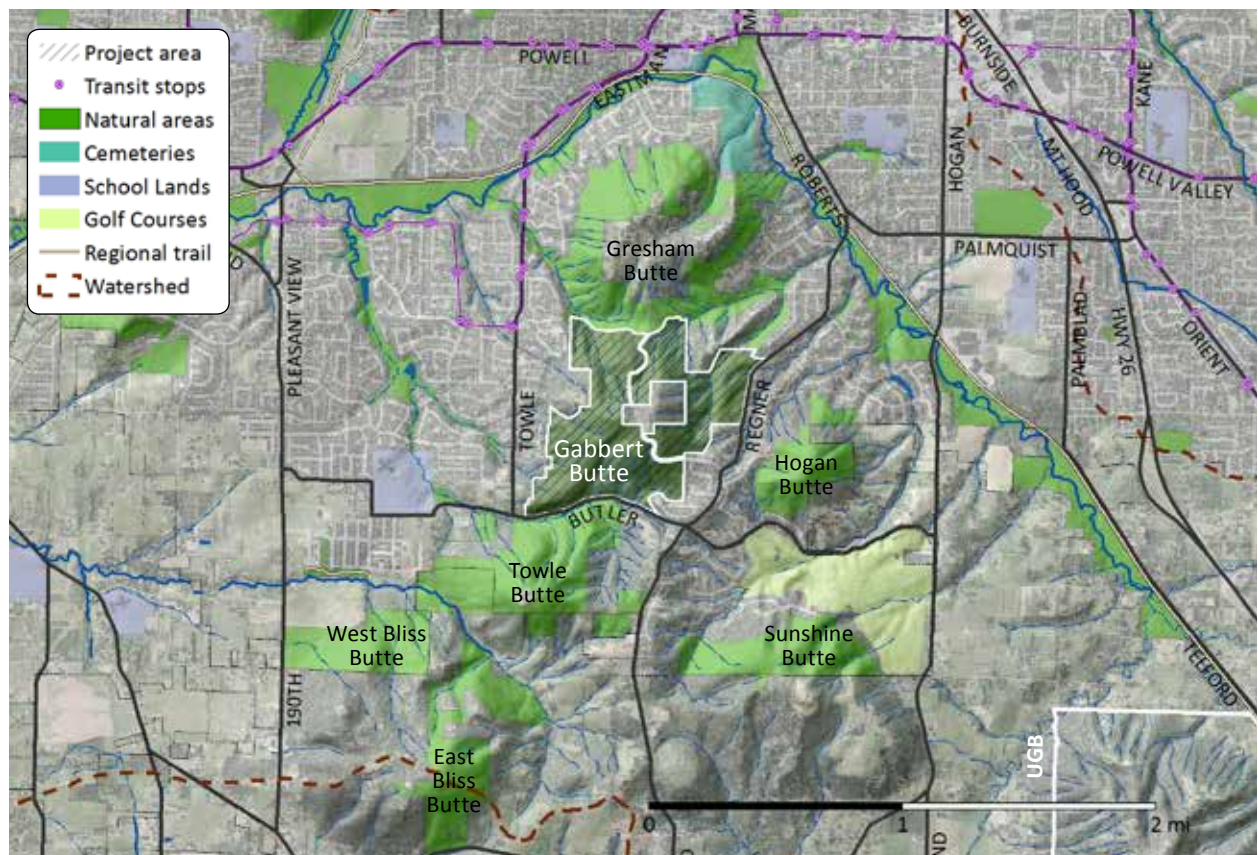 Project area
Transit stops
Natural areas
Cemeteries
School Lands
Golf Courses
Regional trail
Watershed
POWELL
EASTMAN
MA
BURNSIDE
KANE
HOGAN
MT HOOD
POWELL VALLEY
ROBERTS
PALMQUIST
Gresham
Butte
ND
PLEASANT VIEW
TOWLE
REGNER
PALMBLAD
HWY 26
ORIENT
Gabbert
Butte
Hogan
Butte
BUTLER
Towle
Butte
West Bliss
Butte
Sunshine
Butte
TELFORD
190TH
East
Bliss
Butte
UGB
0
1
2 mi
ND